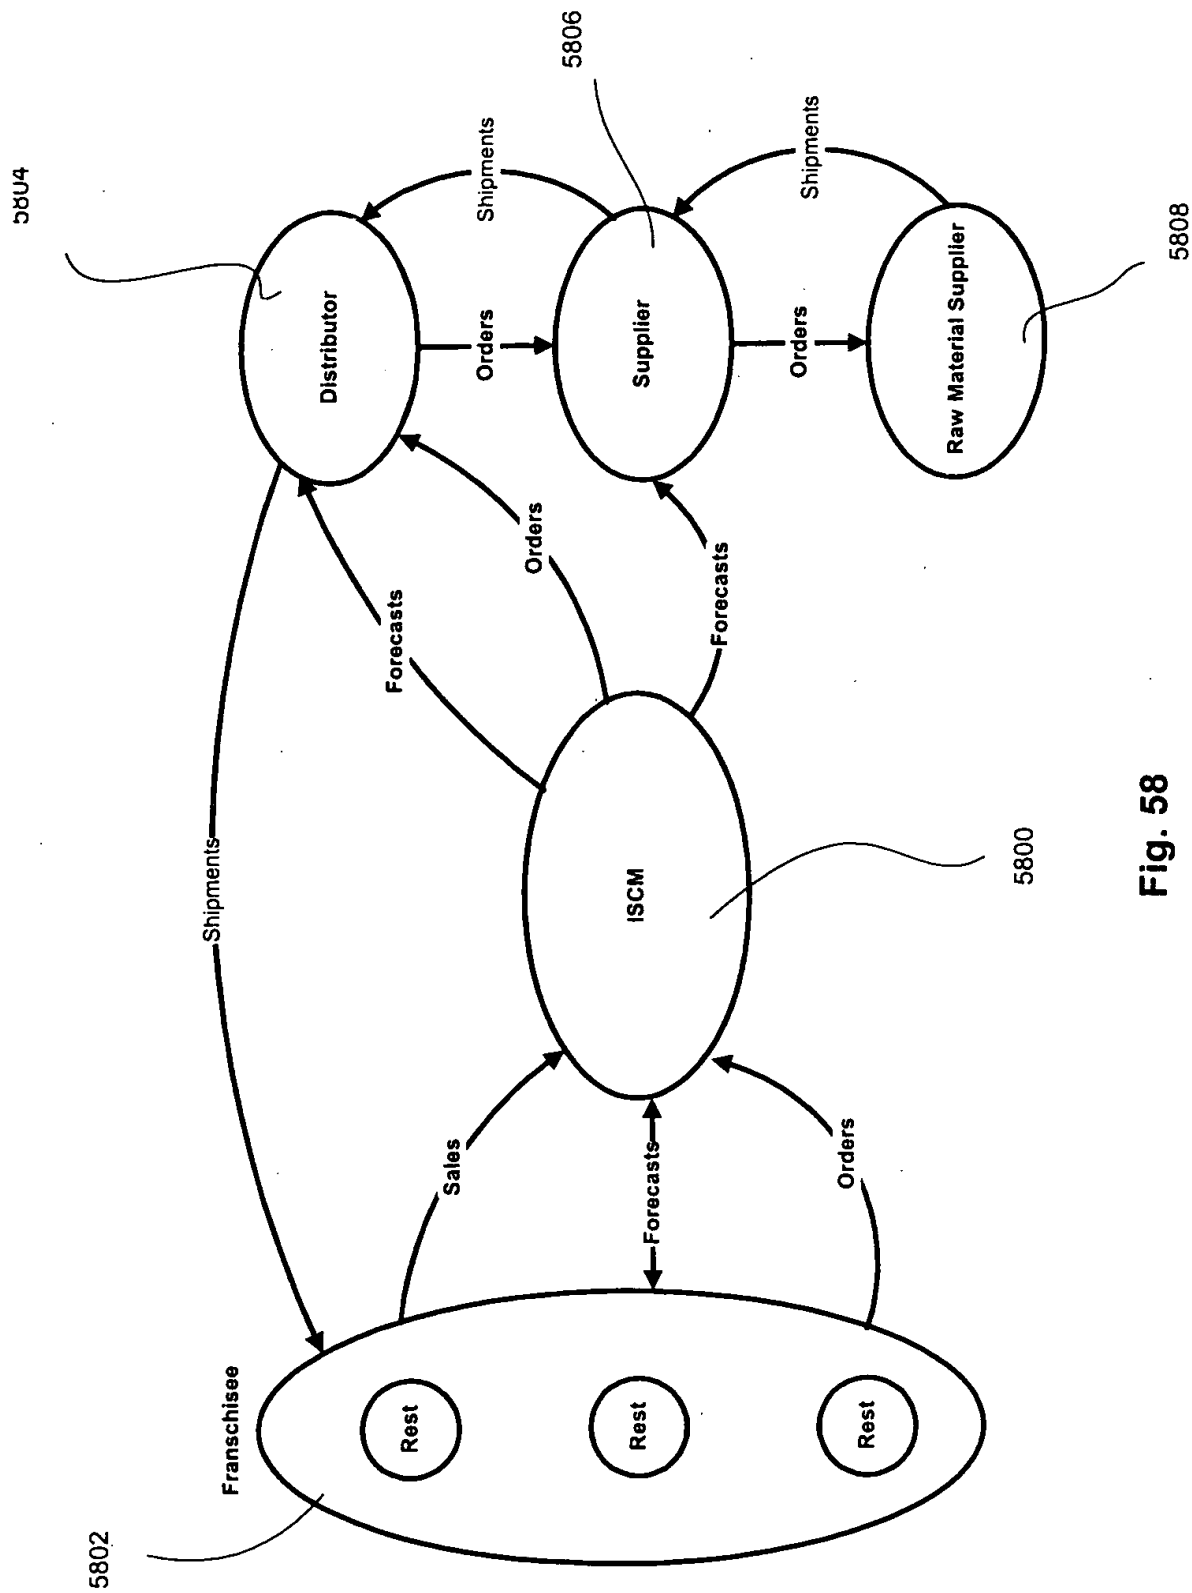 5802
Franschisee
Rest
Rest
Rest
Shipments
Sales
Forecasts
Orders
ISCM
5800
Forecasts
Orders
Forecasts
5804
Distributor
Shipments
Orders
5806
Supplier
Shipments
Orders
Raw Material Supplier
5808
Fig. 58